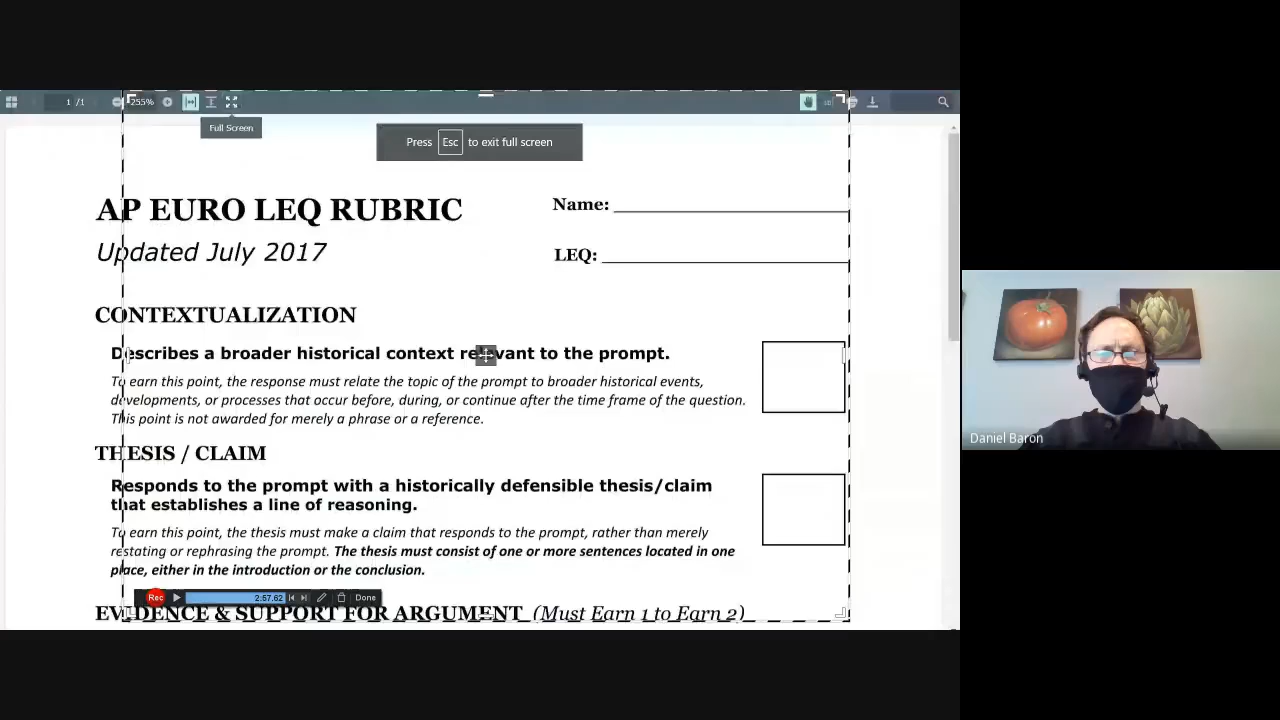 1 /1
255%
Full Screen
Press Esc to exit full screen
AP EURO LEQ RUBRIC
Name:
Updated July 2017
LEQ:
CONTEXTUALIZATION
Describes a broader historical context relevant to the prompt.
To earn this point, the response must relate the topic of the prompt to broader historical events,
developments, or processes that occur before, during, or continue after the time frame of the question.
This point is not awarded for merely a phrase or a reference.
THESIS / CLAIM
Responds to the prompt with a historically defensible thesis/claim
that establishes a line of reasoning.
To earn this point, the thesis must make a claim that responds to the prompt, rather than merely
restating or rephrasing the prompt. The thesis must consist of one or more sentences located in one
place, either in the introduction or the conclusion.
Rec 2:57.62 Done
EVIDENCE & SUPPORT FOR ARGUMENT (Must Earn 1 to Earn 2)
Daniel Baron